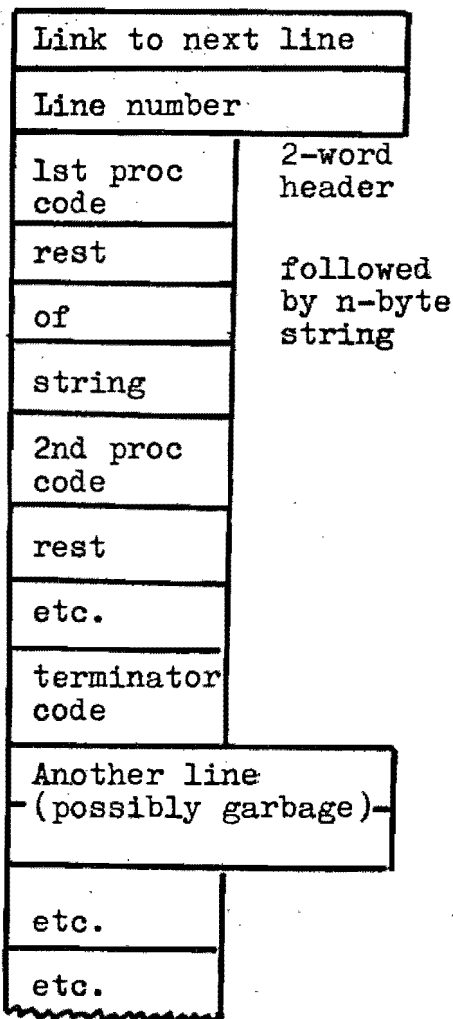 Link to next line
Line number
1st proc
code
2-word
header
rest
followed
by n-byte
string
of
string
2nd proc
code
rest
etc.
terminator
code
Another line
(possibly garbage)
etc.
etc.